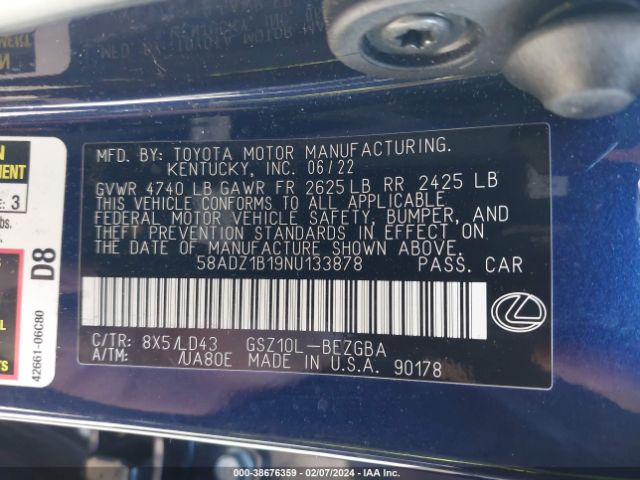 MFD. BY: TOYOTA MOTOR MANUFACTURING.
KENTUCKY, INC. 06/22
GVWR 4740 LB GAWR FR 2625 LB RR 2425 LB
THIS VEHICLE CONFORMS TO ALL APPLICABLE
FEDERAL MOTOR VEHICLE SAFETY, BUMPER, AND
THEFT PREVENTION STANDARDS IN EFFECT ON
THE DATE OF MANUFACTURE SHOWN ABOVE.
58ADZ1B19NU133878 PASS. CAR
C/TR: 8X5/LD43 GSZ10L-BEZGBA
A/TM: /UA80E MADE IN U.S.A. 90178
: 3
lbs.
D8
42661-06C80
IAA - 38676359 - 02/07/2024 - IAA Inc.